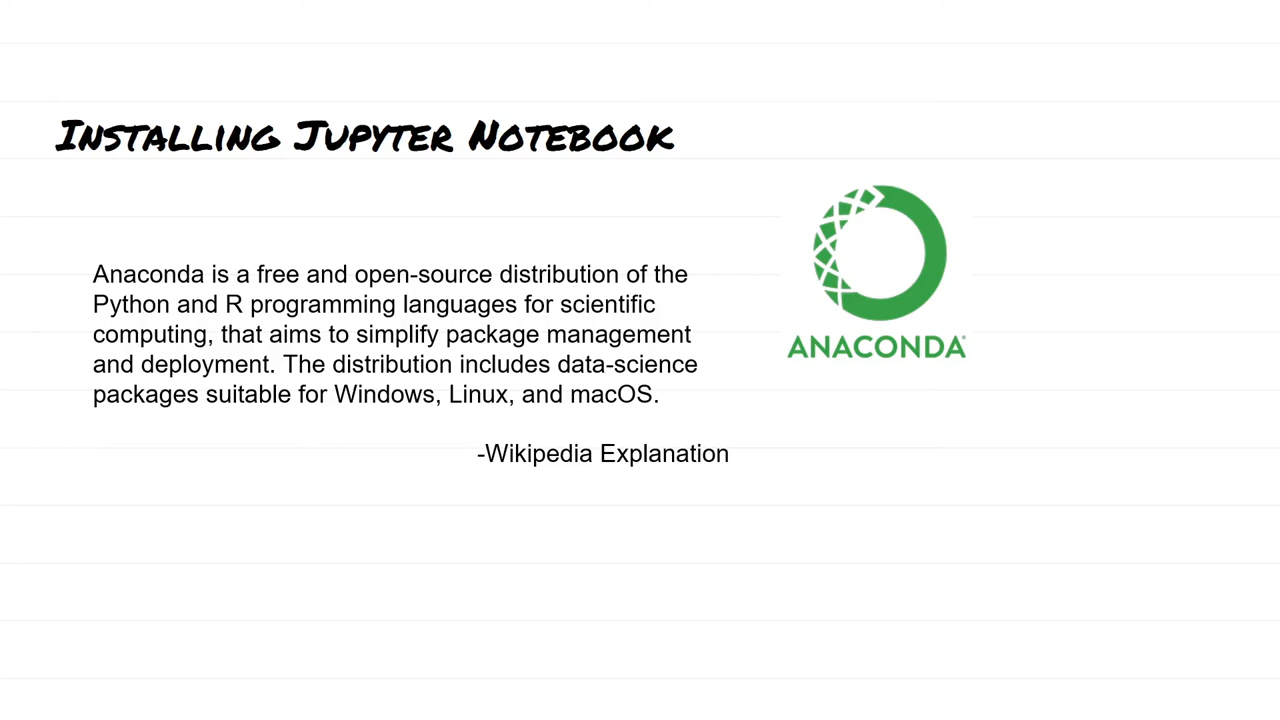 Installing Jupyter Notebook
Anaconda is a free and open-source distribution of the
Python and R programming languages for scientific
computing, that aims to simplify package management
and deployment. The distribution includes data-science
packages suitable for Windows, Linux, and macOS.
-Wikipedia Explanation
ANACONDA